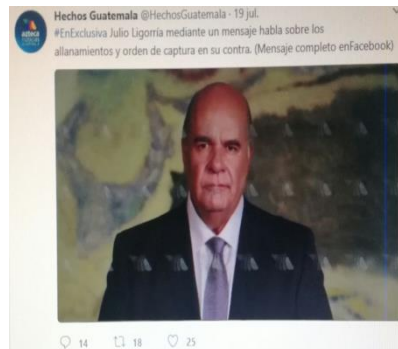 Hechos Guatemala @HechosGuatemala · 19 jul.
#EnExclusiva Julio Ligorría mediante un mensaje habla sobre los
allanamientos y orden de captura en su contra. (Mensaje completo enFacebook)
14 18 25